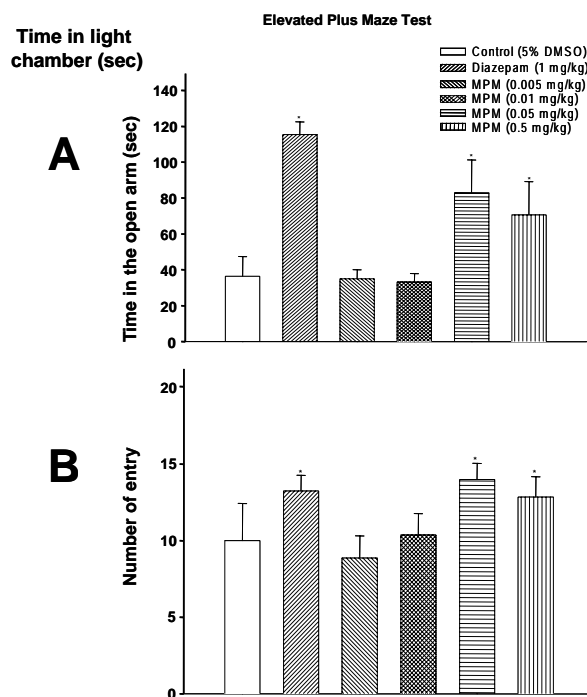 Elevated Plus Maze Test
Time in light
chamber (sec)
Control (5% DMSO)
Diazepam (1 mg/kg)
MPM (0.005 mg/kg)
MPM (0.01 mg/kg)
MPM (0.05 mg/kg)
MPM (0.5 mg/kg)
A
Time in the open arm (sec)
140
120
100
80
60
40
20
0
*
*
*
B
Number of entry
20
15
10
5
0
*
*
*